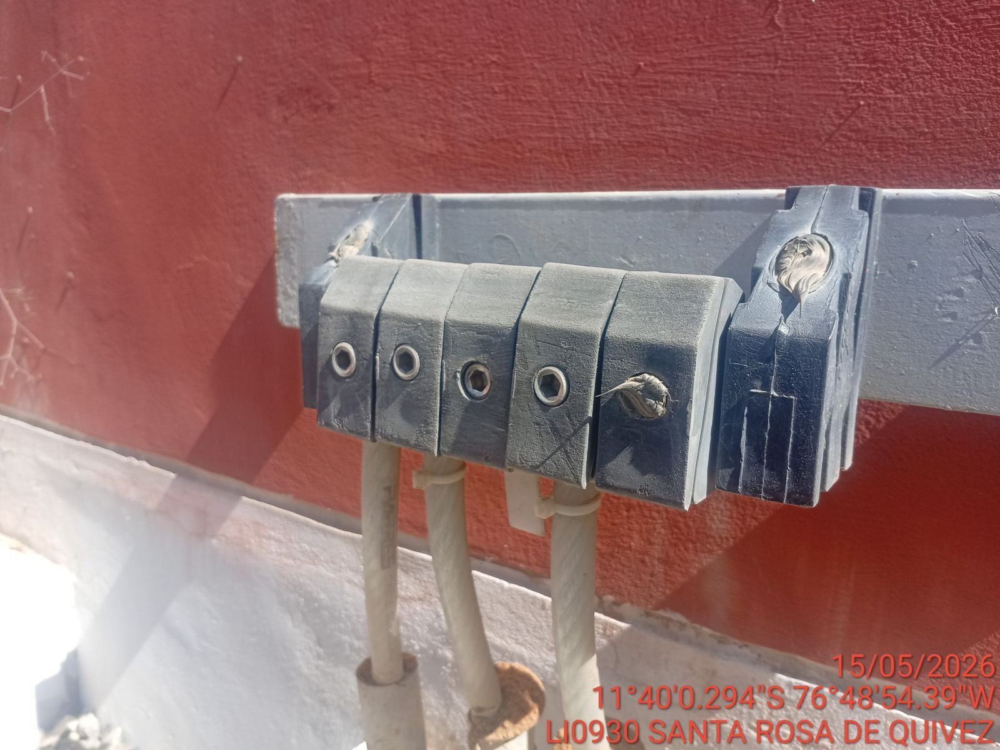 15/05/2026
11°40'0.294"S 76°48'54.39"W
LI0930 SANTA ROSA DE QUIVEZ